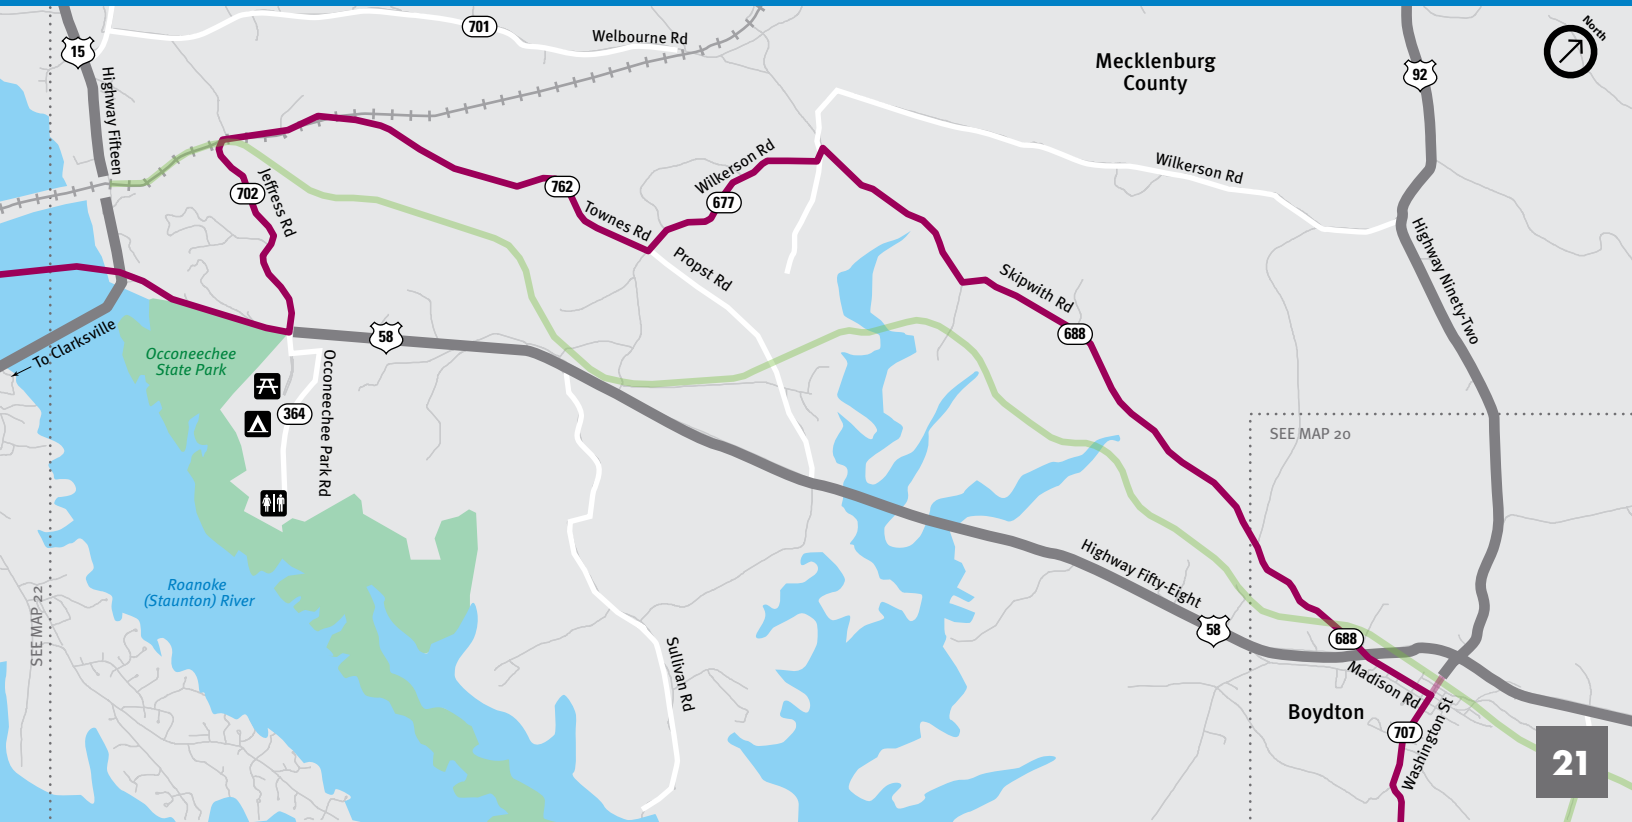 701
Welbourne Rd
15
Highway Fifteen
Mecklenburg
County
92
North
Wilkerson Rd
Wilkerson Rd
702
Jeffress Rd
762
677
Townes Rd
Propst Rd
Skipwith Rd
688
Highway Ninety-Two
To Clarksville
58
Occoneechee
State Park
364
Occoneechee Park Rd
SEE MAP 20
Roanoke
(Staunton) River
SEE MAP 22
Sullivan Rd
Highway Fifty-Eight
58
688
Madison Rd
Boydton
707
Washington St
21